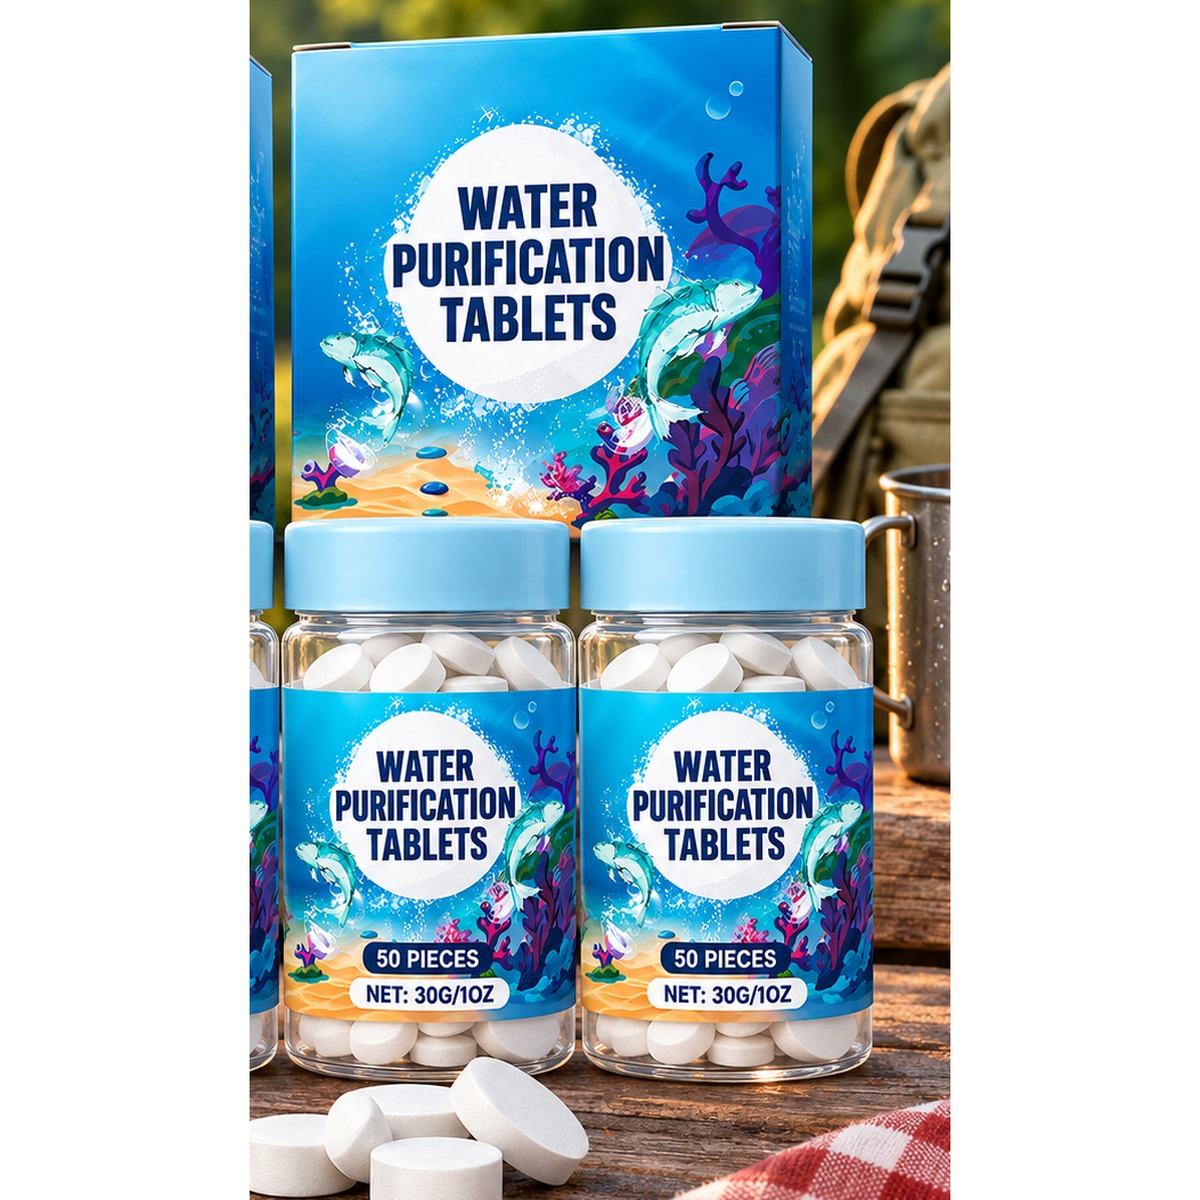 WATER
PURIFICATION
TABLETS
WATER
PURIFICATION
TABLETS
50 PIECES
NET: 30G/1OZ
WATER
PURIFICATION
TABLETS
50 PIECES
NET: 30G/1OZ